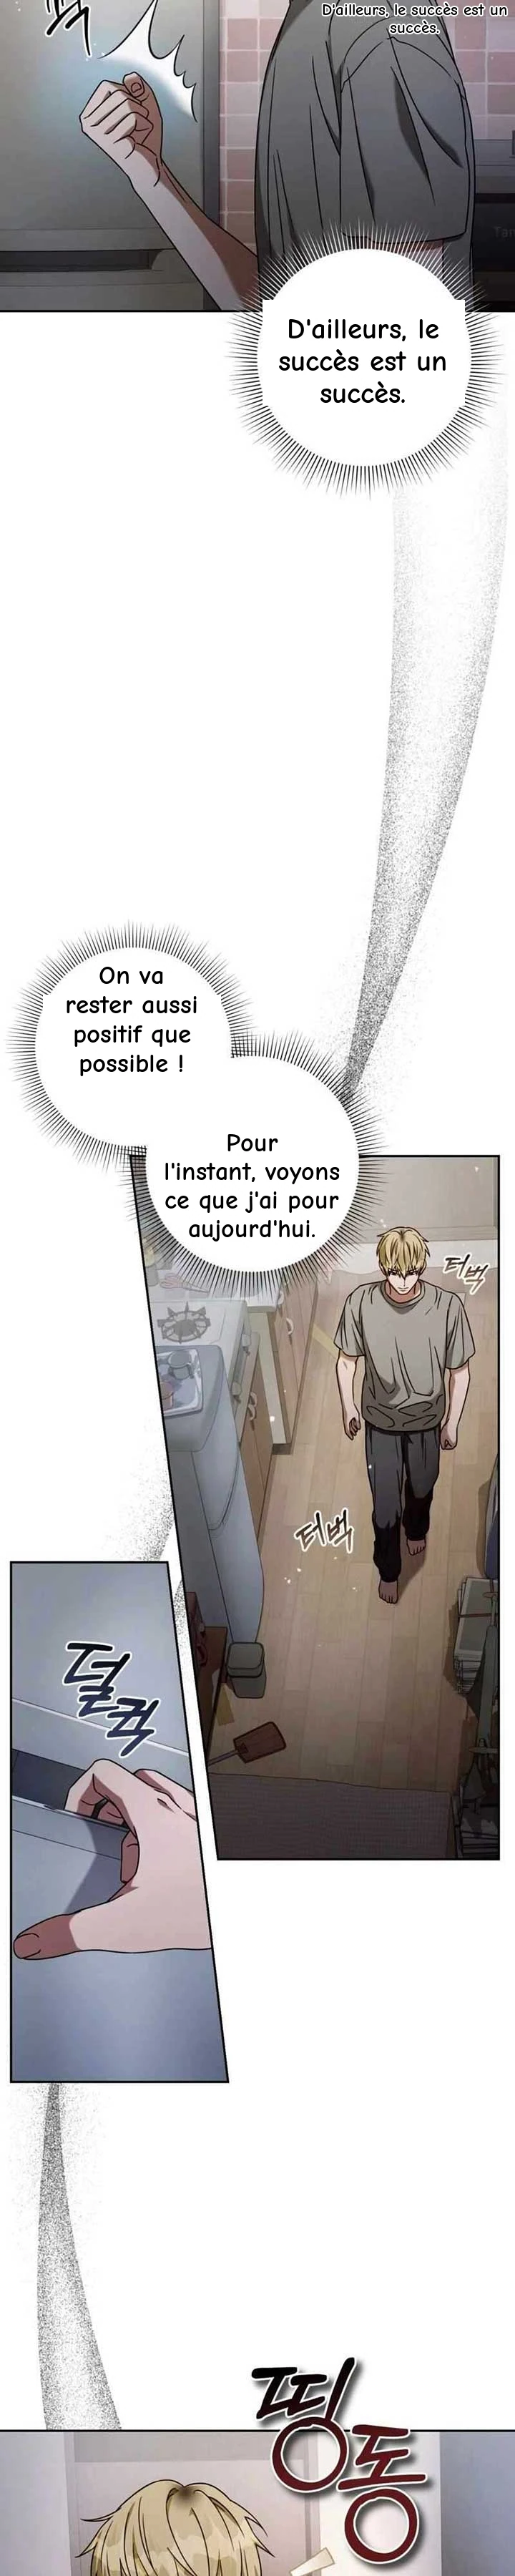 D'ailleurs, le succès est un
succès.
D'ailleurs, le
succès est un
succès.
On va
rester aussi
positif que
possible !
Pour
l'instant, voyons
ce que j'ai pour
aujourd'hui.
터벅
터벅
덜컥
띵
동